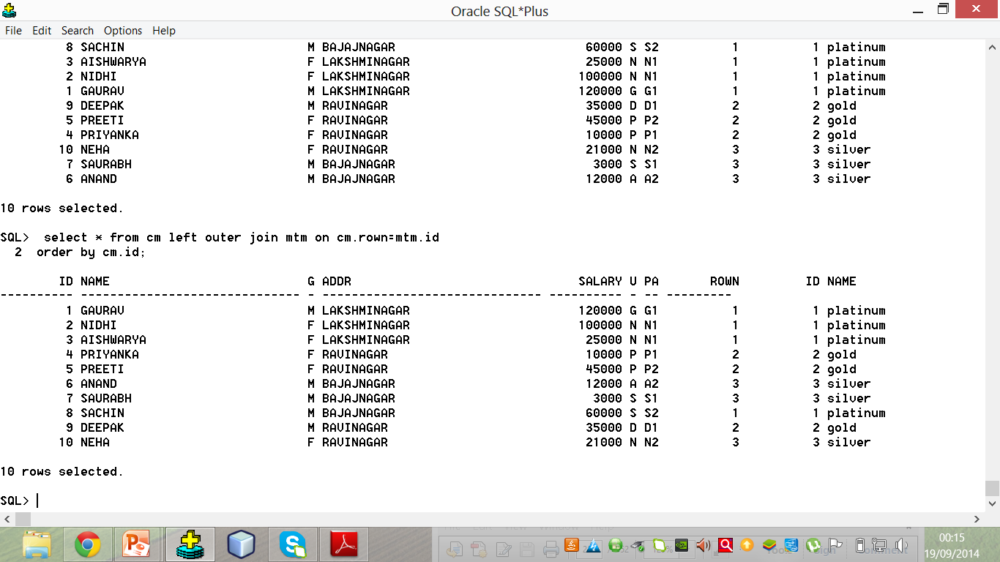 Oracle SQL*Plus
File Edit Search Options Help
8 SACHIN M BAJAJNAGAR 60000 S S2 1 1 platinum
3 AISHWARYA F LAKSHMINAGAR 25000 N N1 1 1 platinum
2 NIDHI F LAKSHMINAGAR 100000 N N1 1 1 platinum
1 GAURAV M LAKSHMINAGAR 120000 G G1 1 1 platinum
9 DEEPAK M RAVINAGAR 35000 D D1 2 2 gold
5 PREETI F RAVINAGAR 45000 P P2 2 2 gold
4 PRIYANKA F RAVINAGAR 10000 P P1 2 2 gold
10 NEHA F RAVINAGAR 21000 N N2 3 3 silver
7 SAURABH M BAJAJNAGAR 3000 S S1 3 3 silver
6 ANAND M BAJAJNAGAR 12000 A A2 3 3 silver
10 rows selected.
SQL> select * from cm left outer join mtm on cm.rown=mtm.id
2 order by cm.id;
ID NAME G ADDR SALARY U PA ROWN ID NAME
---------- ------------------------------ - ------------------------------ ---------- - -- ----------
1 GAURAV M LAKSHMINAGAR 120000 G G1 1 1 platinum
2 NIDHI F LAKSHMINAGAR 100000 N N1 1 1 platinum
3 AISHWARYA F LAKSHMINAGAR 25000 N N1 1 1 platinum
4 PRIYANKA F RAVINAGAR 10000 P P1 2 2 gold
5 PREETI F RAVINAGAR 45000 P P2 2 2 gold
6 ANAND M BAJAJNAGAR 12000 A A2 3 3 silver
7 SAURABH M BAJAJNAGAR 3000 S S1 3 3 silver
8 SACHIN M BAJAJNAGAR 60000 S S2 1 1 platinum
9 DEEPAK M RAVINAGAR 35000 D D1 2 2 gold
10 NEHA F RAVINAGAR 21000 N N2 3 3 silver
10 rows selected.
SQL>
00:15
19/09/2014